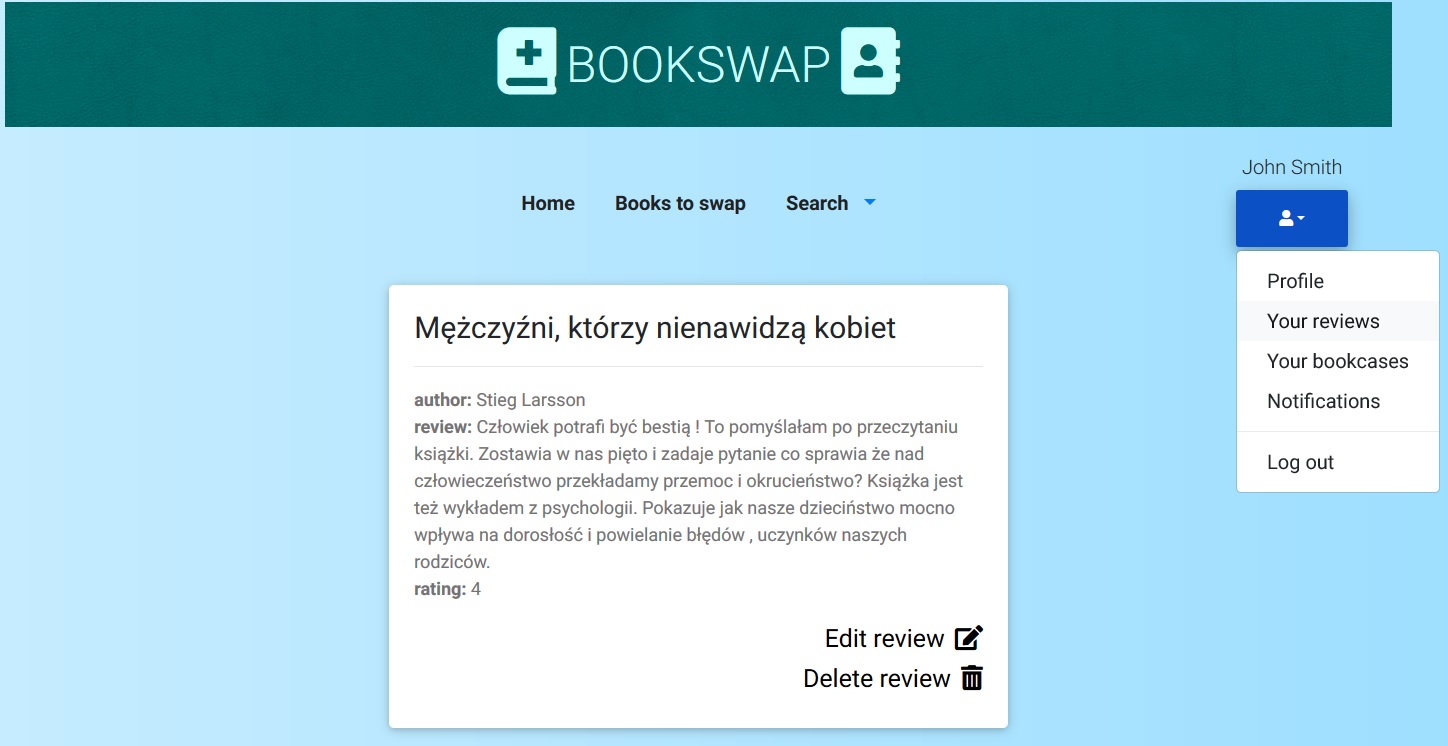 BOOKSWAP
John Smith
Home Books to swap Search
Profile
Your reviews
Your bookcases
Notifications
Log out
Mężczyźni, którzy nienawidzą kobiet
author: Stieg Larsson
review: Człowiek potrafi być bestią ! To pomyślałam po przeczytaniu
książki. Zostawia w nas pięto i zadaje pytanie co sprawia że nad
człowieczeństwo przekładamy przemoc i okrucieństwo? Książka jest
też wykładem z psychologii. Pokazuje jak nasze dzieciństwo mocno
wpływa na dorosłość i powielanie błędów , uczynków naszych
rodziców.
rating: 4
Edit review
Delete review